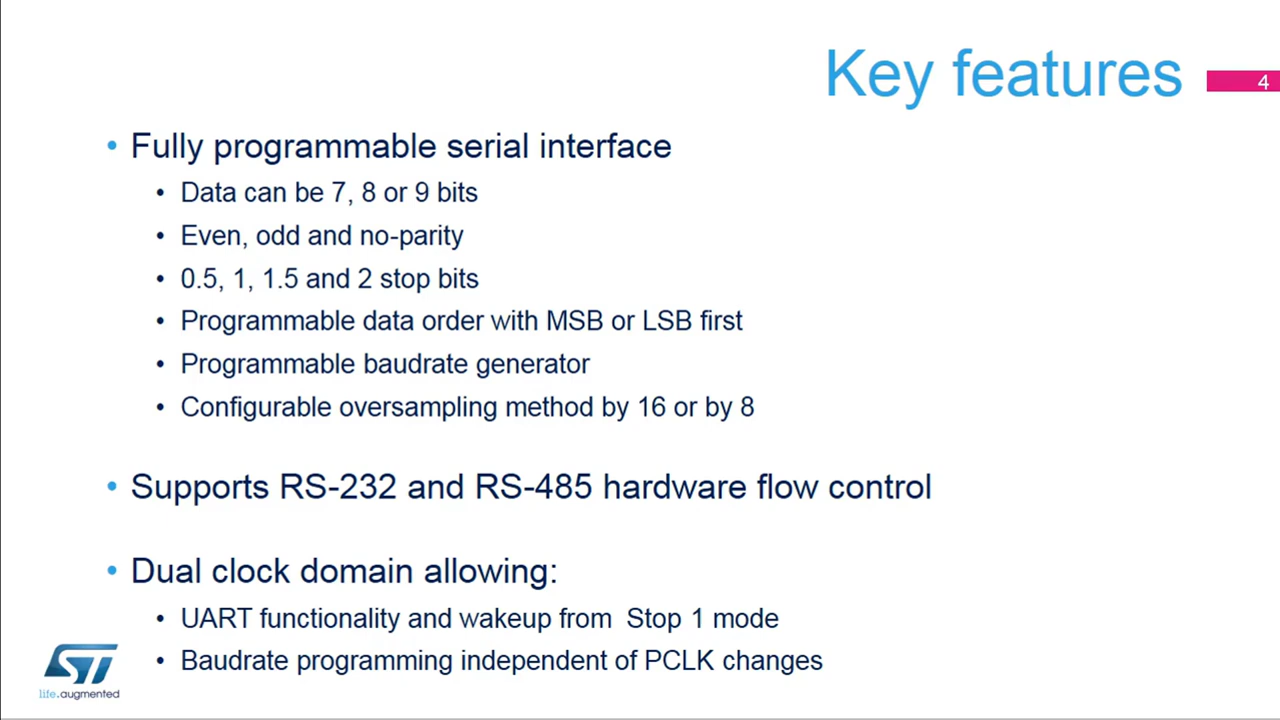 Key features
4
• Fully programmable serial interface
• Data can be 7, 8 or 9 bits
• Even, odd and no-parity
• 0.5, 1, 1.5 and 2 stop bits
• Programmable data order with MSB or LSB first
• Programmable baudrate generator
• Configurable oversampling method by 16 or by 8
• Supports RS-232 and RS-485 hardware flow control
• Dual clock domain allowing:
• UART functionality and wakeup from  Stop 1 mode
• Baudrate programming independent of PCLK changes
ST
life.augmented